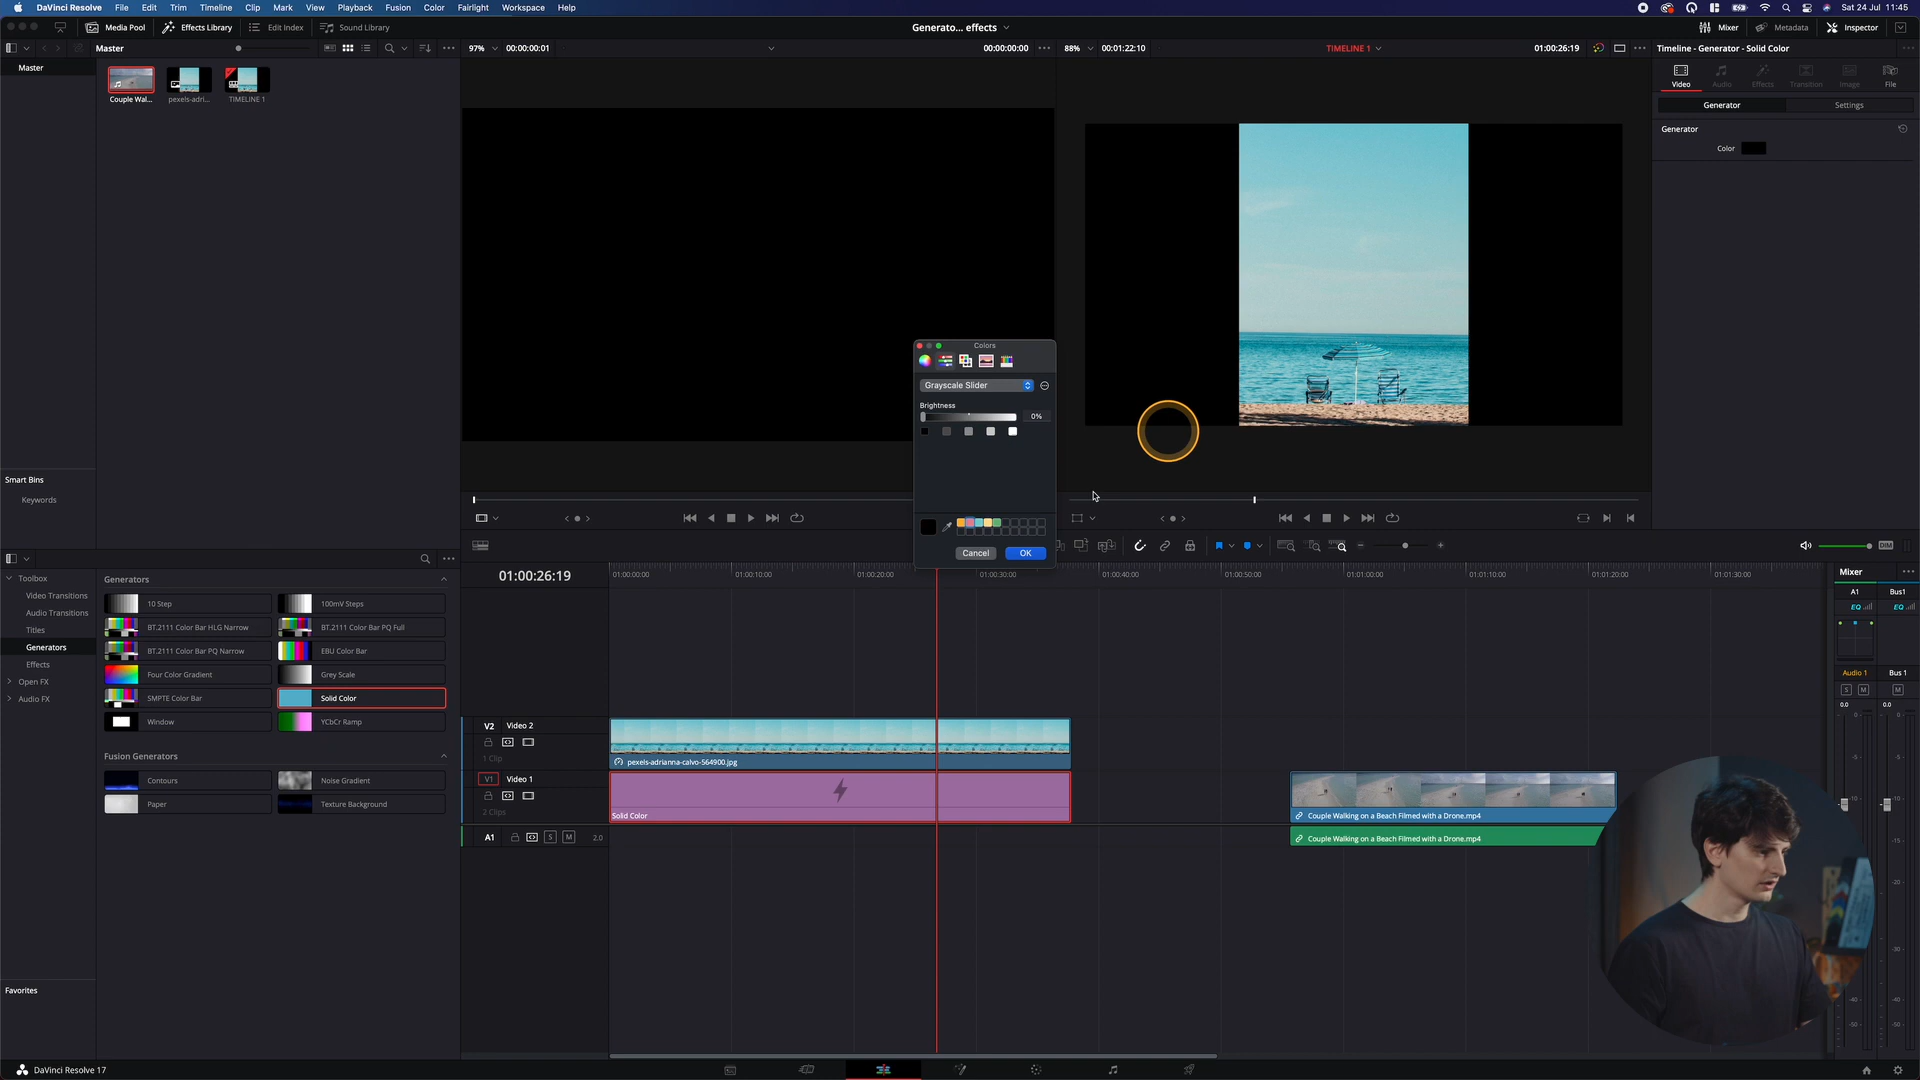 DaVinci Resolve File Edit Trim Timeline Clip Mark View Playback Fusion Color Fairlight Workspace Help
Sat 24 Jul 11:45
Media Pool Effects Library Edit Index Sound Library
Generato... effects
Mixer Metadata Inspector
Master
97% 00:00:00:01 00:00:00:00
88% 00:01:22:10 TIMELINE 1 01:00:26:19
Timeline - Generator - Solid Color
Master
Couple Wal... pexels-adri... TIMELINE 1
Video Audio Effects Transition Image File
Generator Settings
Generator
Color
Colors
Grayscale Slider
Brightness
0%
Cancel OK
Smart Bins
Keywords
Toolbox
Video Transitions
Audio Transitions
Titles
Generators
Effects
Open FX
Audio FX
Favorites
Generators
10 Step 100mV Steps
BT.2111 Color Bar HLG Narrow BT.2111 Color Bar PQ Full
BT.2111 Color Bar PQ Narrow EBU Color Bar
Four Color Gradient Grey Scale
SMPTE Color Bar Solid Color
Window YCbCr Ramp
Fusion Generators
Contours Noise Gradient
Paper Texture Background
01:00:26:19
01:00:00:00 01:00:10:00 01:00:20:00 01:00:30:00 01:00:40:00 01:00:50:00 01:01:00:00 01:01:10:00 01:01:20:00 01:01:30:00
V2 Video 2
1 Clip
pexels-adrianna-calvo-564900.jpg
V1 Video 1
2 Clips
Solid Color
Couple Walking on a Beach Filmed with a Drone.mp4
A1 S M 2.0
Couple Walking on a Beach Filmed with a Drone.mp4
DIM
Mixer
A1 Bus1
EQ EQ
Audio 1 Bus 1
S M M
0.0 0.0
DaVinci Resolve 17